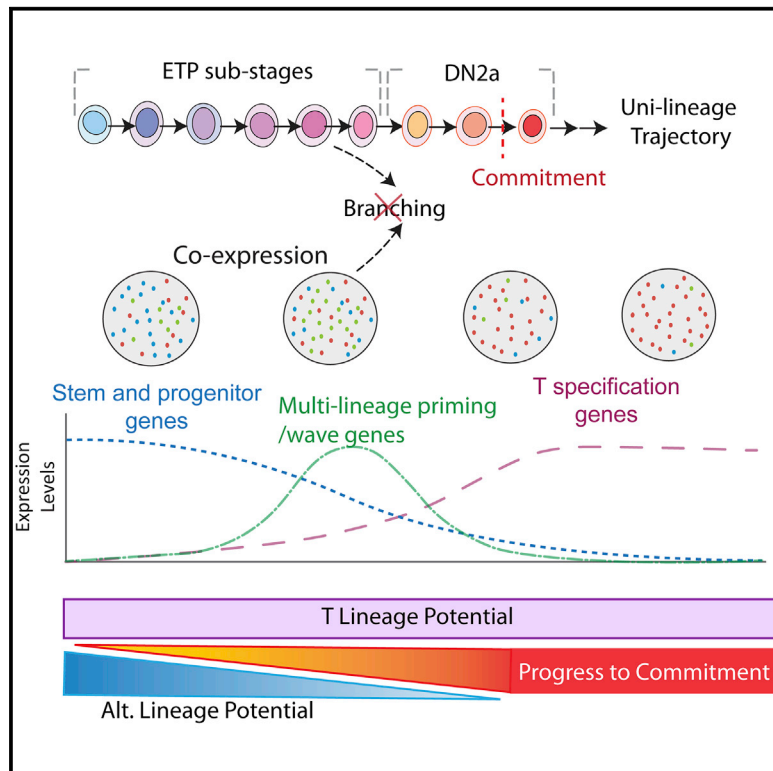 ETP sub-stages
DN2a
Uni-lineage
Trajectory
Commitment
Branching
Co-expression
Stem and progenitor
genes
Multi-lineage priming
/wave genes
T specification
genes
Expression
Levels
T Lineage Potential
Progress to Commitment
Alt. Lineage Potential